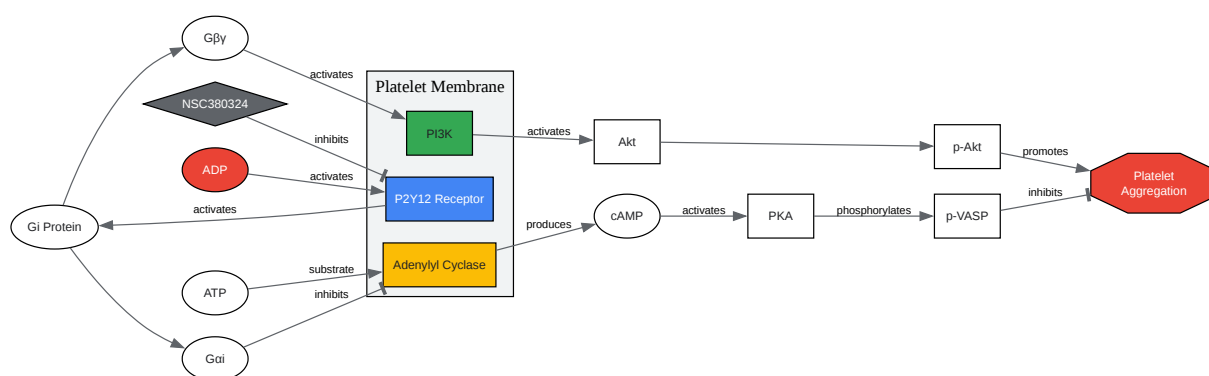 Gβγ
activates
Platelet Membrane
NSC380324
PI3K
activates
Akt
p-Akt
promotes
inhibits
ADP
activates
P2Y12 Receptor
Platelet
Aggregation
inhibits
activates
Gi Protein
produces
cAMP
activates
PKA
phosphorylates
p-VASP
Adenylyl Cyclase
substrate
ATP
inhibits
Gαi